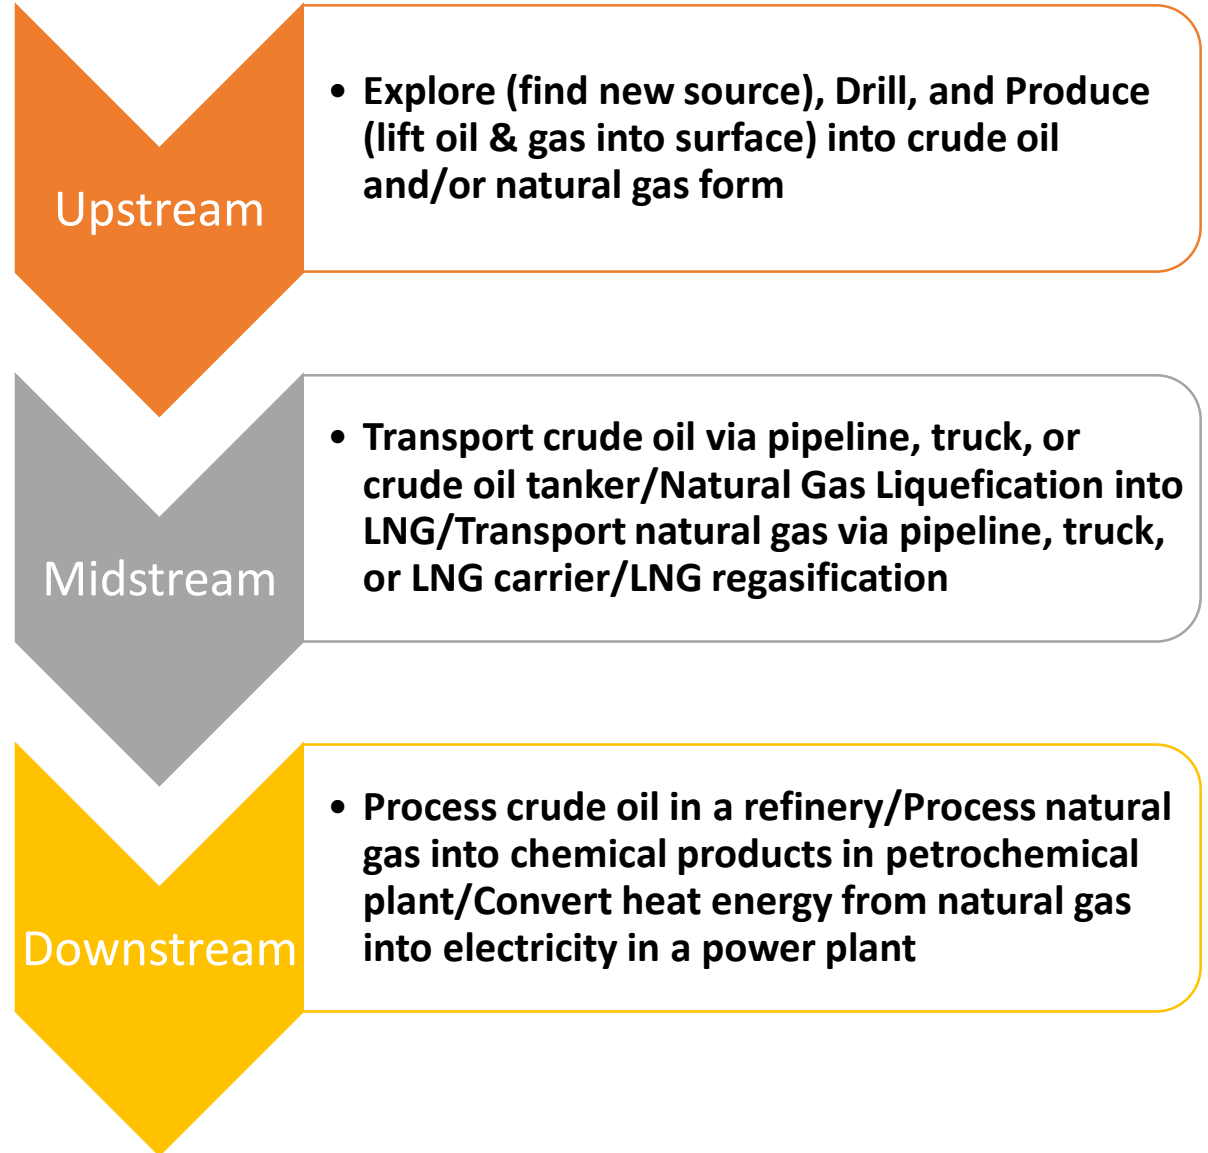 Upstream
• Explore (find new source), Drill, and Produce
(lift oil & gas into surface) into crude oil
and/or natural gas form
Midstream
• Transport crude oil via pipeline, truck, or
crude oil tanker/Natural Gas Liquefication into
LNG/Transport natural gas via pipeline, truck,
or LNG carrier/LNG regasification
Downstream
• Process crude oil in a refinery/Process natural
gas into chemical products in petrochemical
plant/Convert heat energy from natural gas
into electricity in a power plant